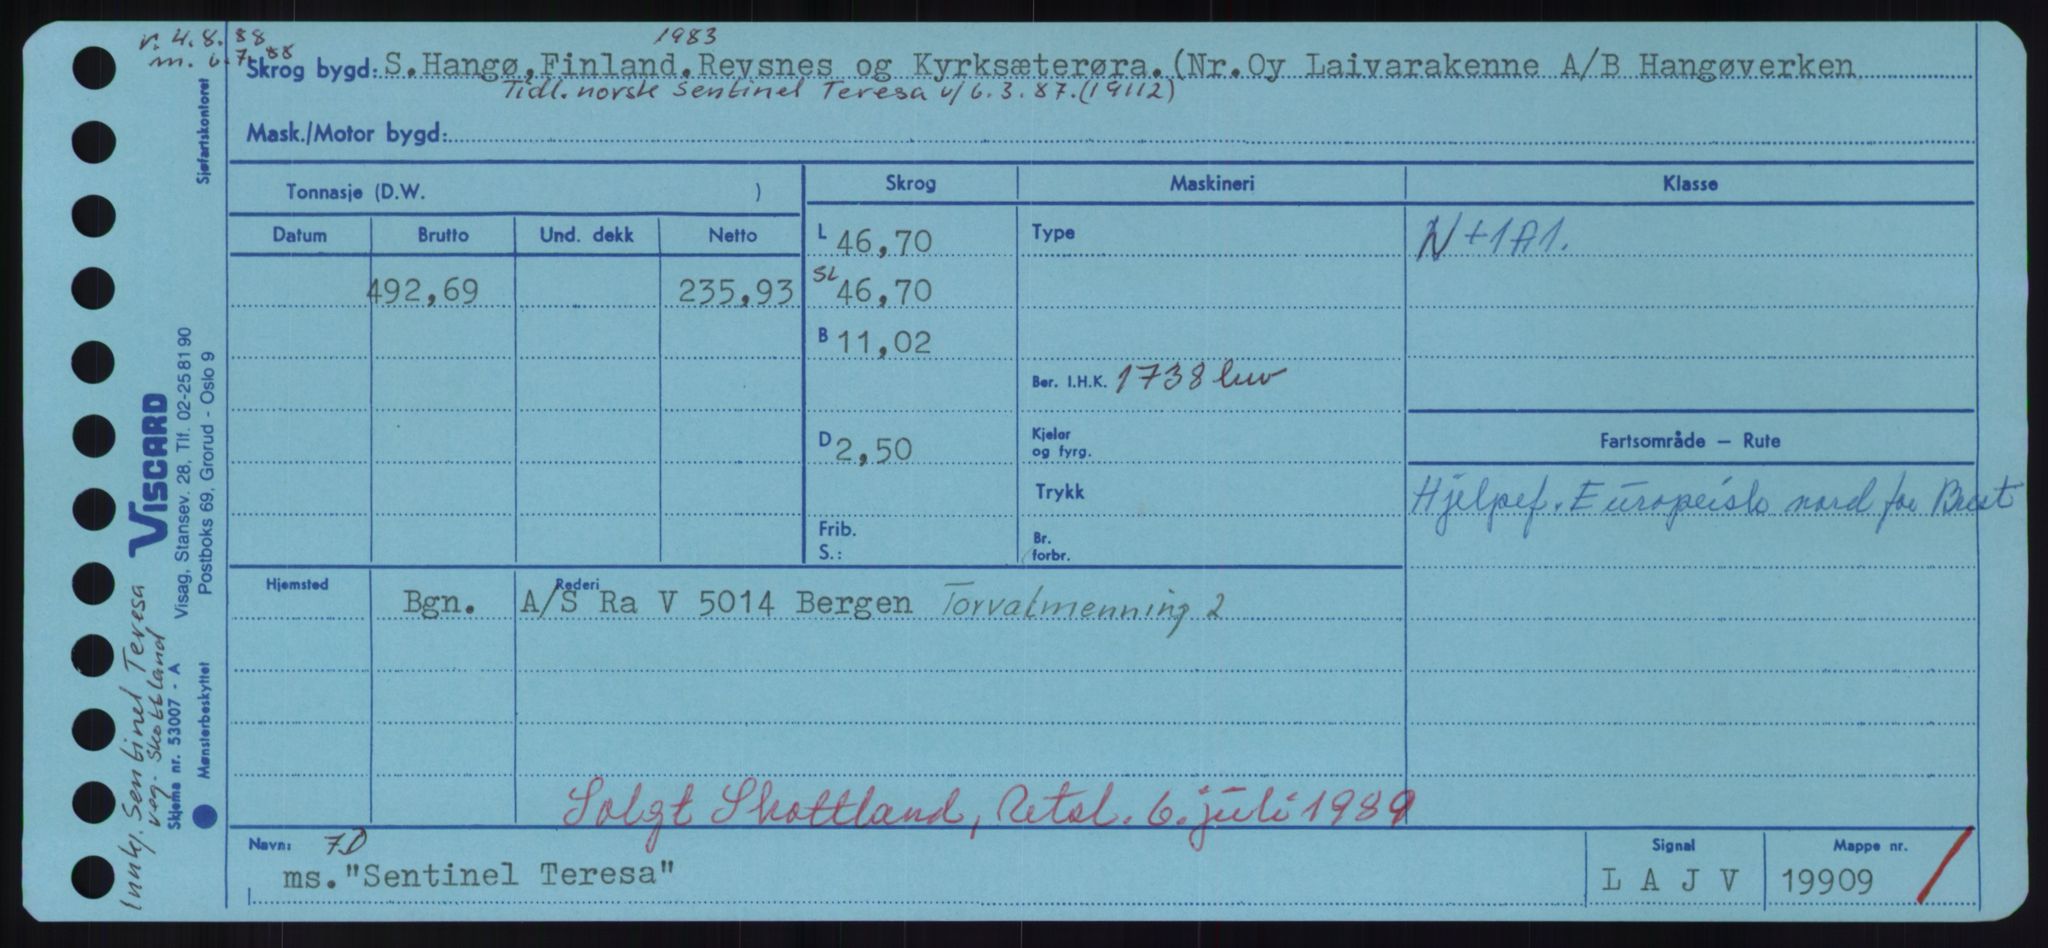 r. 4.8.88
m. 6.7.88
1983
Skrog bygd: S.Hangø,Finland.Revsnes og Kyrksæterøra.(Nr.Oy Laivarakenne A/B Hangøverken
Tidl. norsk Sentinel Teresa u/6.3.87.(19112)
Mask./Motor bygd:
Tonnasje (D.W. )
Skrog
Maskineri
Klasse
Datum
Brutto
Und. dekk
Netto
L 46,70
Type
N +1A1.
492,69
235,93
SL 46,70
B 11,02
Ber. I.H.K. 1738
D 2,50
Kjelar
og fyrg.
Fartsområde — Rute
Trykk
Hjelpef. Europeisk nord for Brest
Frib.
S.:
Br.
forbr.
Hjemsted
Rederi
Bgn.
A/S Ra V 5014 Bergen Torvalmenning 2
Solgt Skottland, Retsl. 6. juli 1989
Navn: 7D
ms."Sentinel Teresa"
Signal
L A J V
Mappe nr.
19909
Sjøfartskontoret
VISCARD
Visag, Stansev. 28, Tlf. 02-25 81 90
Postboks 69, Grorud - Oslo 9
Skjema nr. 53007 - A
Mønsterbeskyttet
Innkj. Sentinel Teresa
veg. Skottland